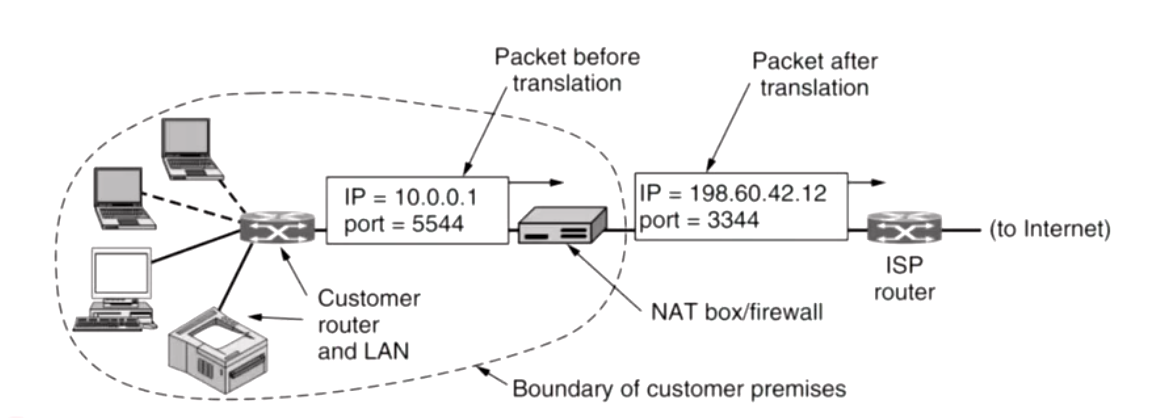 Packet before
translation
Packet after
translation
IP = 10.0.0.1
port = 5544
IP = 198.60.42.12
port = 3344
(to Internet)
ISP
router
Customer
router
and LAN
NAT box/firewall
Boundary of customer premises